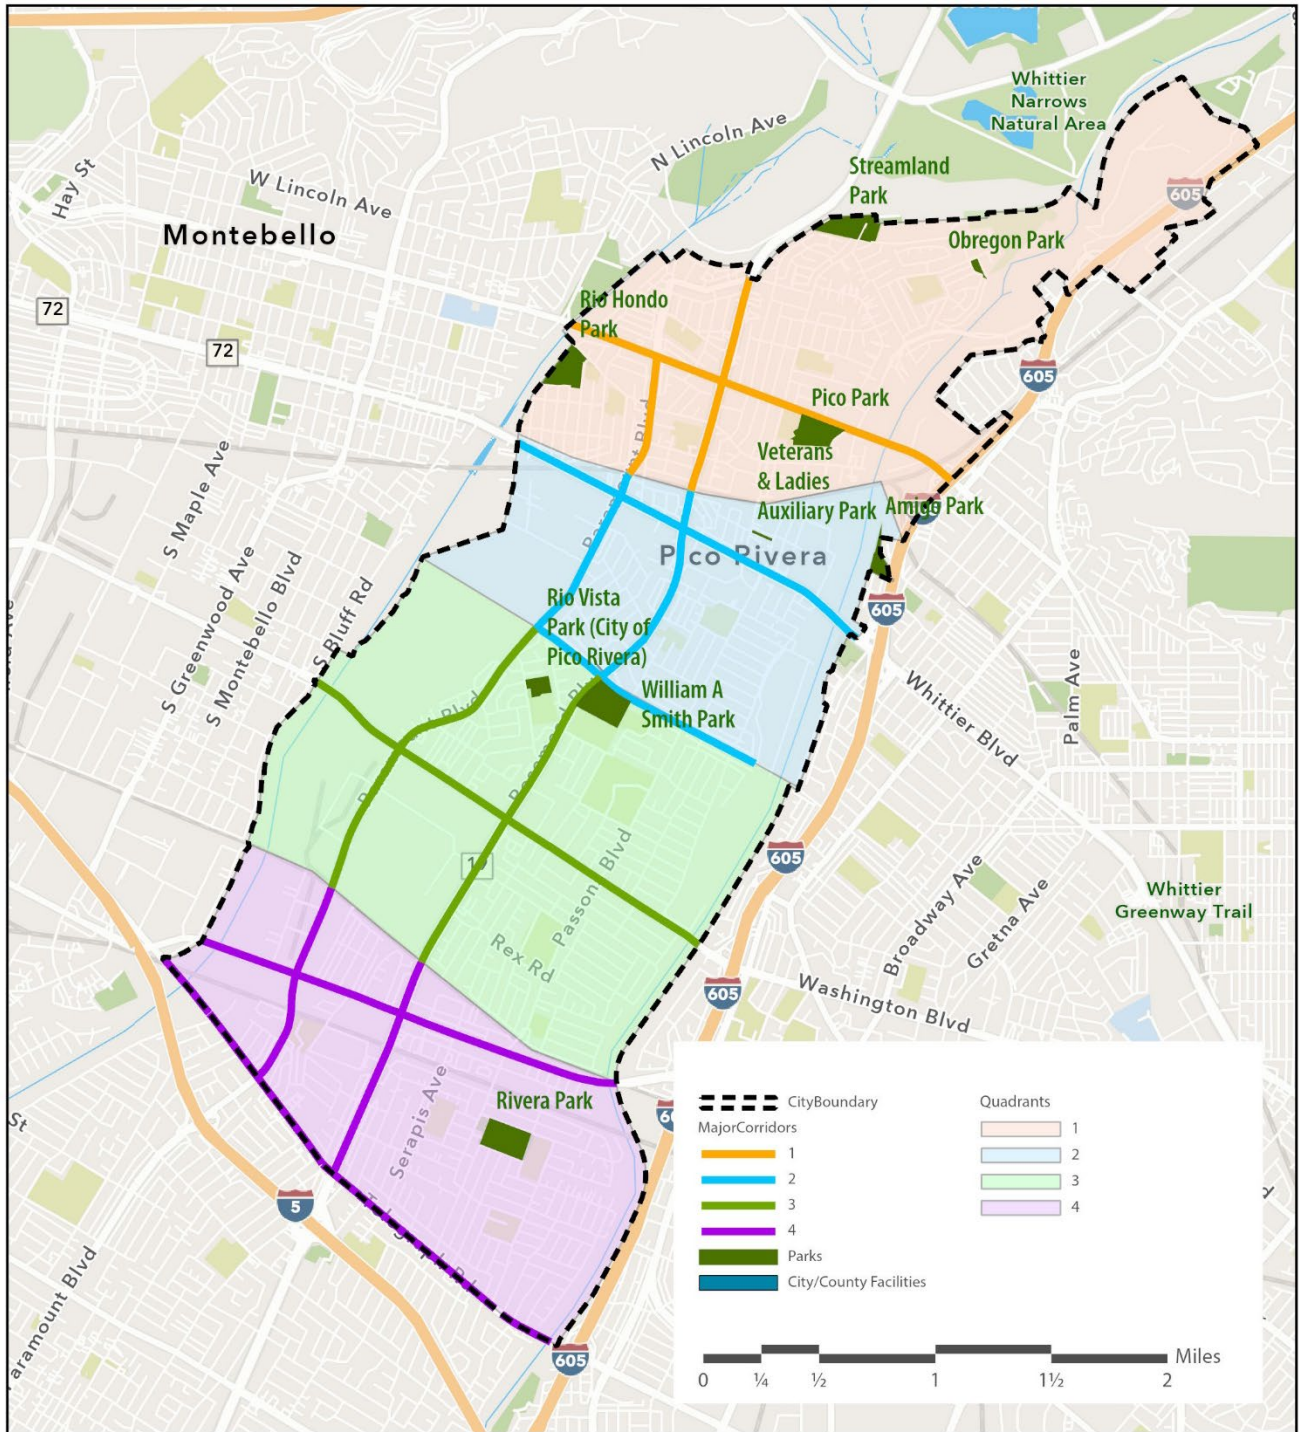 Whittier
Narrows
Natural Area
N Lincoln Ave
Streamland
Park
Hay St
W Lincoln Ave
605
Montebello
Obregon Park
72
Rio Hondo
Park
72
605
Pico Park
Veterans
& Ladies
Auxiliary Park
Amigo Park
S Maple Ave
Pico Rivera
S Greenwood Ave
S Montebello Blvd
S Bluff Rd
605
Rio Vista
Park (City of
Pico Rivera)
William A
Smith Park
Whittier Blvd
Palm Ave
605
Passons Blvd
Broadway Ave
Gretna Ave
Whittier
Greenway Trail
Rex Rd
605
Washington Blvd
Serapis Ave
Rivera Park
St
5
Paramount Blvd
605
CityBoundary
MajorCorridors
1
2
3
4
Parks
City/County Facilities
Quadrants
1
2
3
4
0 ¼ ½ 1 1½ 2
Miles